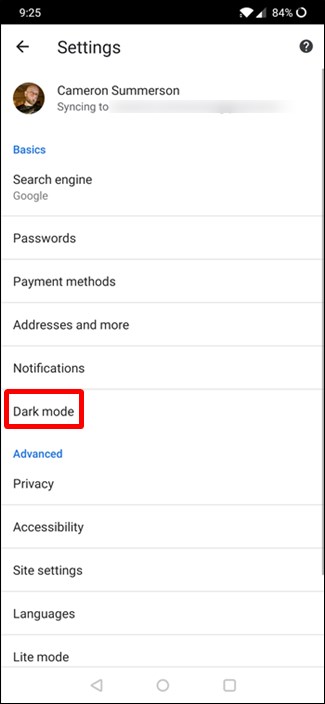 9:25
84%
Settings
Cameron Summerson
Syncing to
Basics
Search engine
Google
Passwords
Payment methods
Addresses and more
Notifications
Dark mode
Advanced
Privacy
Accessibility
Site settings
Languages
Lite mode